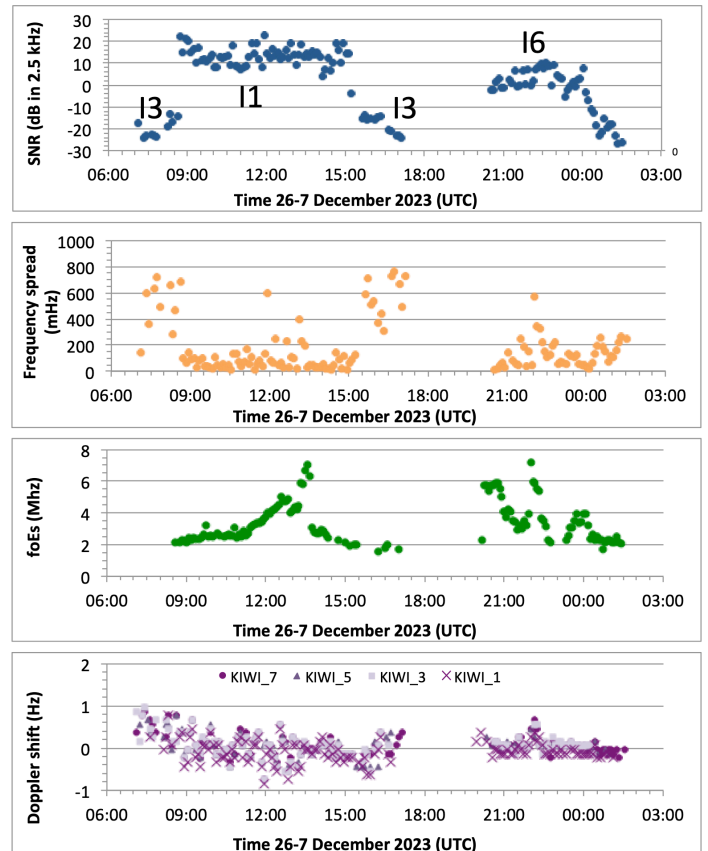 30
20
10
0
-10
-20
-30
SNR (dB in 2.5 kHz)
I3
I1
I3
I6
0
06:00 09:00 12:00 15:00 18:00 21:00 00:00 03:00
Time 26-7 December 2023 (UTC)
1000
800
600
400
200
0
Frequency spread
(mHz)
06:00 09:00 12:00 15:00 18:00 21:00 00:00 03:00
Time 26-7 December 2023 (UTC)
8
6
4
2
0
foEs (Mhz)
06:00 09:00 12:00 15:00 18:00 21:00 00:00 03:00
Time 26-7 December 2023 (UTC)
2
1
0
-1
Doppler shift (Hz)
KIWI_7 KIWI_5 KIWI_3 KIWI_1
06:00 09:00 12:00 15:00 18:00 21:00 00:00 03:00
Time 26-7 December 2023 (UTC)